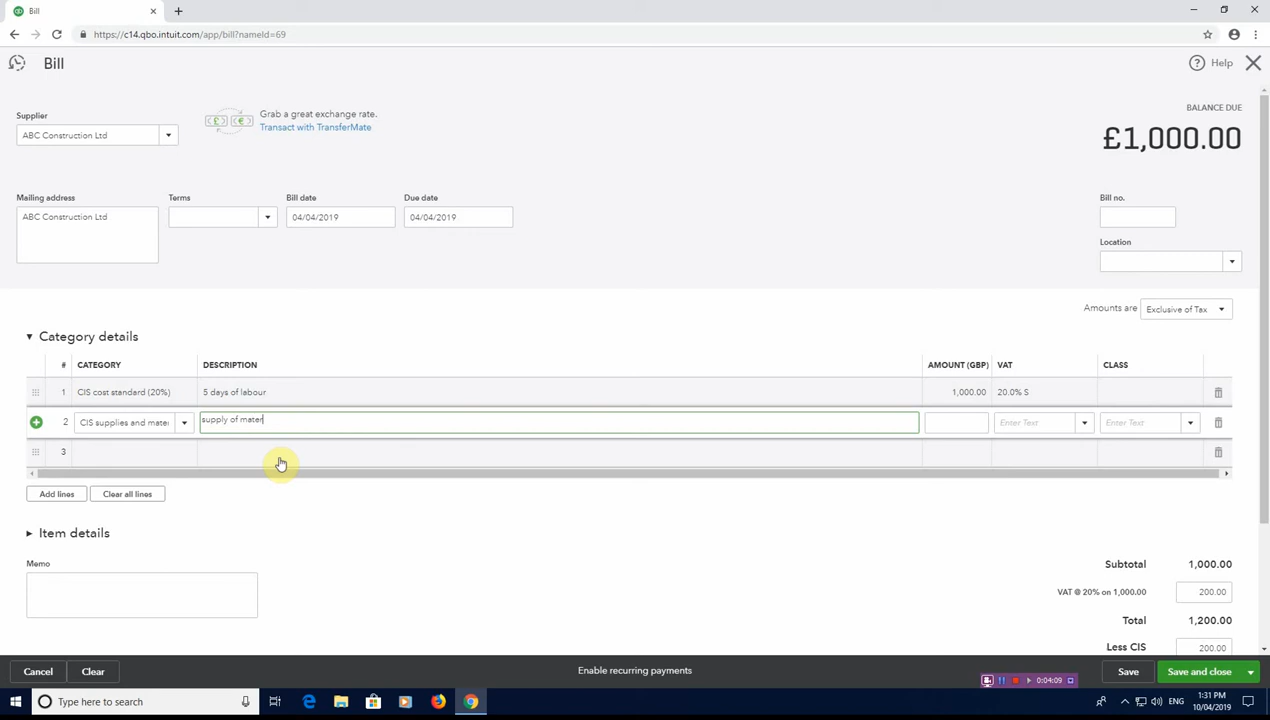 Bill
https://c14.qbo.intuit.com/app/bill?nameId=69
Bill
Help
Supplier
ABC Construction Ltd
Grab a great exchange rate.
Transact with TransferMate
BALANCE DUE
£1,000.00
Mailing address
ABC Construction Ltd
Terms
Bill date
04/04/2019
Due date
04/04/2019
Bill no.
Location
Amounts are
Exclusive of Tax
Category details
# CATEGORY DESCRIPTION AMOUNT (GBP) VAT CLASS
1 CIS cost standard (20%) 5 days of labour 1,000.00 20.0% S
2 CIS supplies and mater supply of mater Enter Text Enter Text
3
Add lines Clear all lines
Item details
Memo
Subtotal 1,000.00
VAT @ 20% on 1,000.00 200.00
Total 1,200.00
Less CIS 200.00
Cancel Clear Enable recurring payments Save Save and close
00:04:09
Type here to search
ENG
1:31 PM
10/04/2019